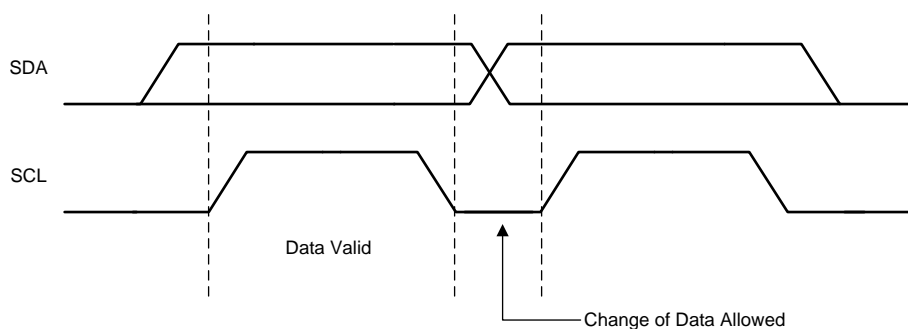 SDA
SCL
Data Valid
Change of Data Allowed